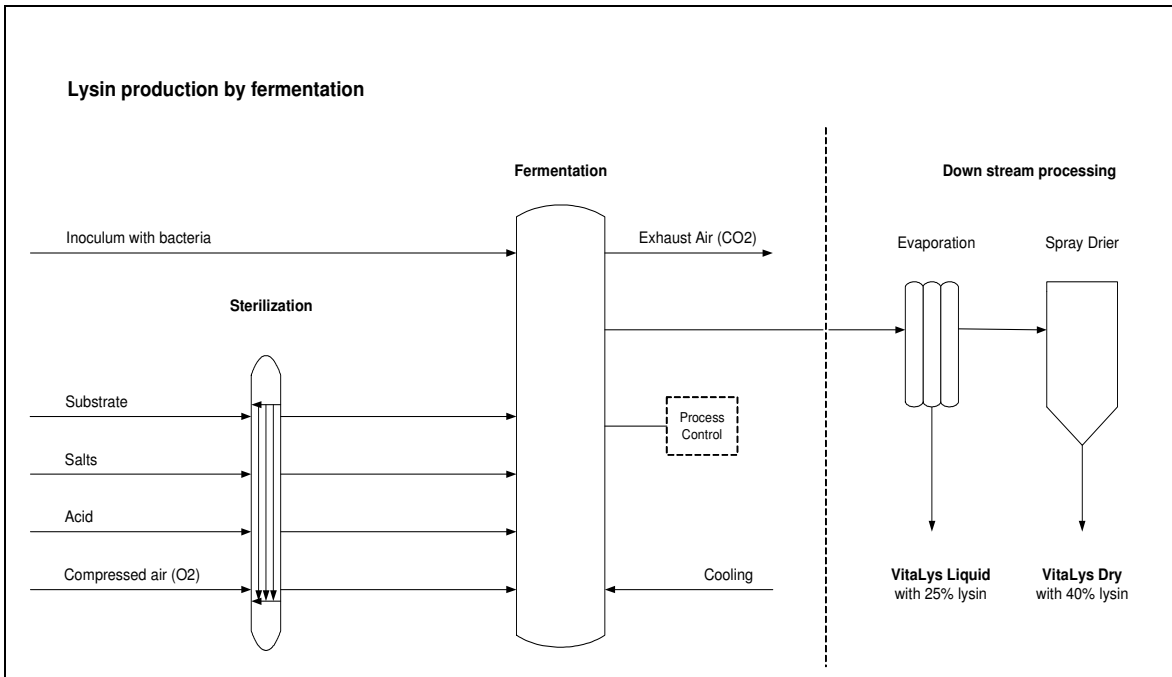 Lysin production by fermentation
Fermentation
Down stream processing
Inoculum with bacteria
Exhaust Air (CO2)
Evaporation
Spray Drier
Sterilization
Substrate
Process
Control
Salts
Acid
Compressed air (O2)
Cooling
VitaLys Liquid
with 25% lysin
VitaLys Dry
with 40% lysin